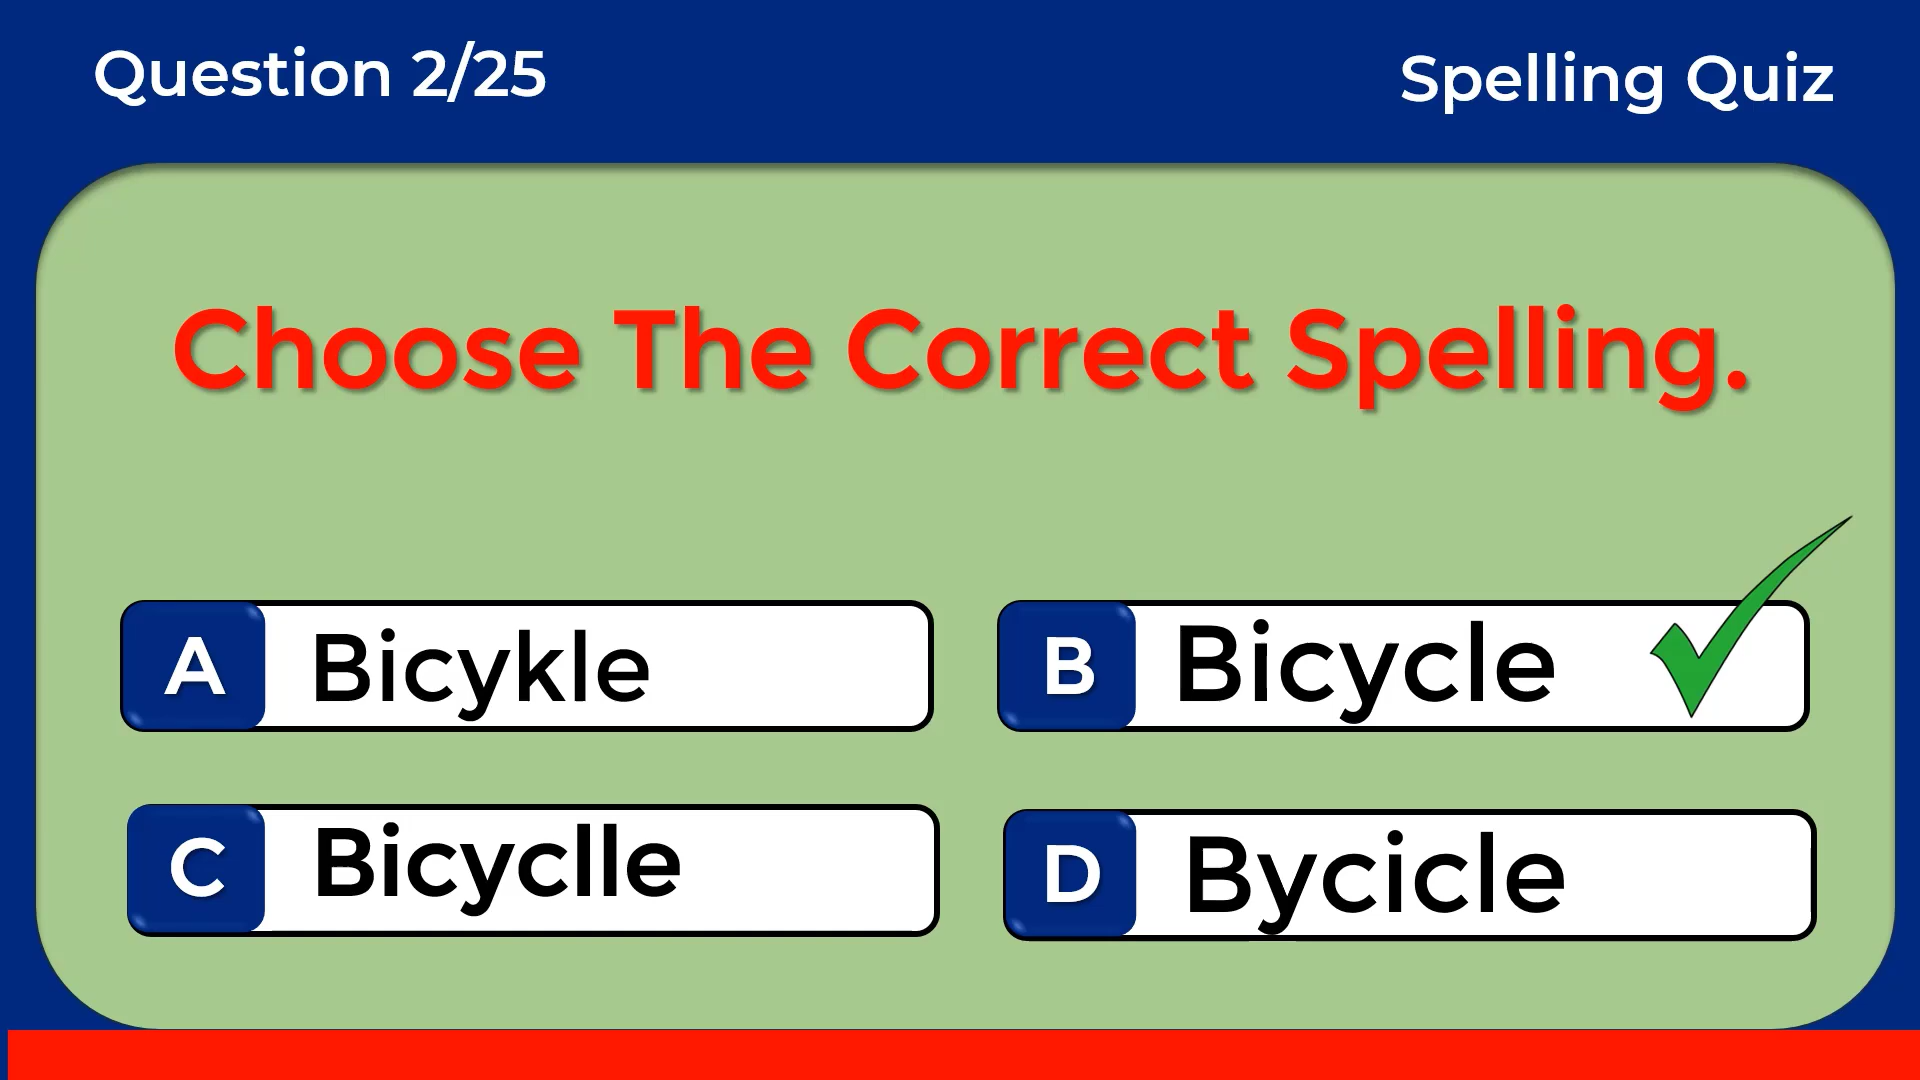 Question 2/25
Spelling Quiz
Choose The Correct Spelling.
A Bicykle
B Bicycle
C Bicyclle
D Bycicle